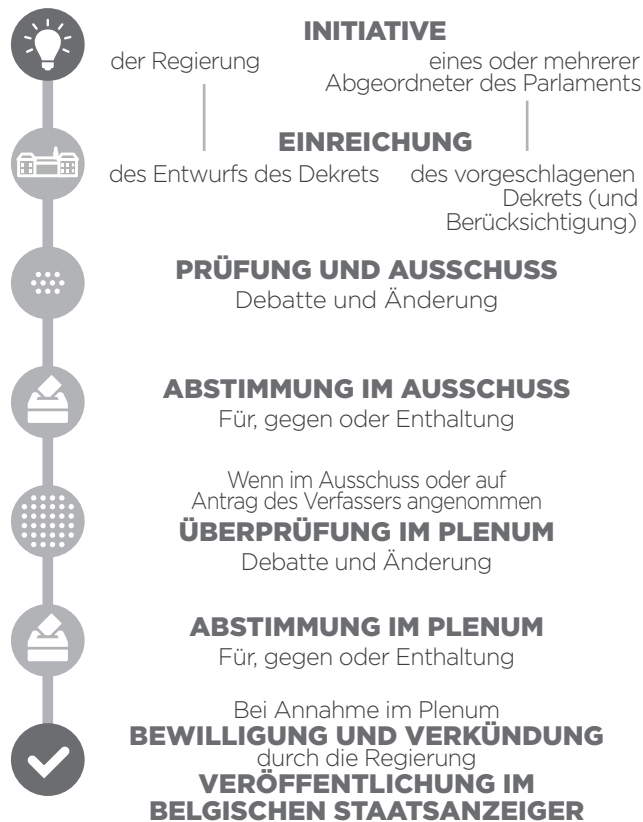 INITIATIVE
der Regierung
eines oder mehrerer
Abgeordneter des Parlaments
EINREICHUNG
des Entwurfs des Dekrets
des vorgeschlagenen
Dekrets (und
Berücksichtigung)
PRÜFUNG UND AUSSCHUSS
Debatte und Änderung
ABSTIMMUNG IM AUSSCHUSS
Für, gegen oder Enthaltung
Wenn im Ausschuss oder auf
Antrag des Verfassers angenommen
ÜBERPRÜFUNG IM PLENUM
Debatte und Änderung
ABSTIMMUNG IM PLENUM
Für, gegen oder Enthaltung
Bei Annahme im Plenum
BEWILLIGUNG UND VERKÜNDUNG
durch die Regierung
VERÖFFENTLICHUNG IM
BELGISCHEN STAATSANZEIGER